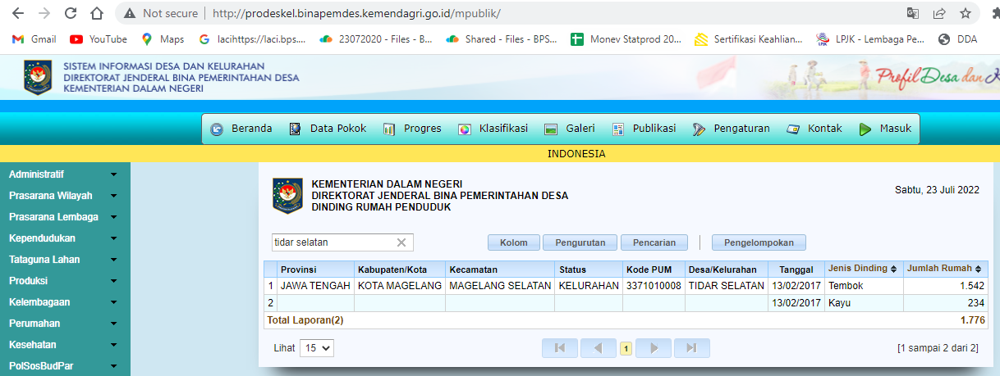 Not secure | http://prodeskel.binapemdes.kemendagri.go.id/mpublik/
Gmail YouTube Maps lacihttps://laci.bps.... 23072020 - Files - B... Shared - Files - BPS... Monev Statprod 20... Sertifikasi Keahlian... LPJK - Lembaga Pe... DDA
SISTEM INFORMASI DESA DAN KELURAHAN
DIREKTORAT JENDERAL BINA PEMERINTAHAN DESA
KEMENTERIAN DALAM NEGERI
Profil Desa dan K
Beranda Data Pokok Progres Klasifikasi Galeri Publikasi Pengaturan Kontak Masuk
INDONESIA
Administratif
Prasarana Wilayah
Prasarana Lembaga
Kependudukan
Tataguna Lahan
Produksi
Kelembagaan
Perumahan
Kesehatan
PolSosBudPar
KEMENTERIAN DALAM NEGERI
DIREKTORAT JENDERAL BINA PEMERINTAHAN DESA
DINDING RUMAH PENDUDUK
Sabtu, 23 Juli 2022
tidar selatan
Kolom Pengurutan Pencarian | Pengelompokan
Provinsi Kabupaten/Kota Kecamatan Status Kode PUM Desa/Kelurahan Tanggal Jenis Dinding Jumlah Rumah
1 JAWA TENGAH KOTA MAGELANG MAGELANG SELATAN KELURAHAN 3371010008 TIDAR SELATAN 13/02/2017 Tembok 1.542
2 13/02/2017 Kayu 234
Total Laporan(2) 1.776
Lihat 15 1 [1 sampai 2 dari 2]